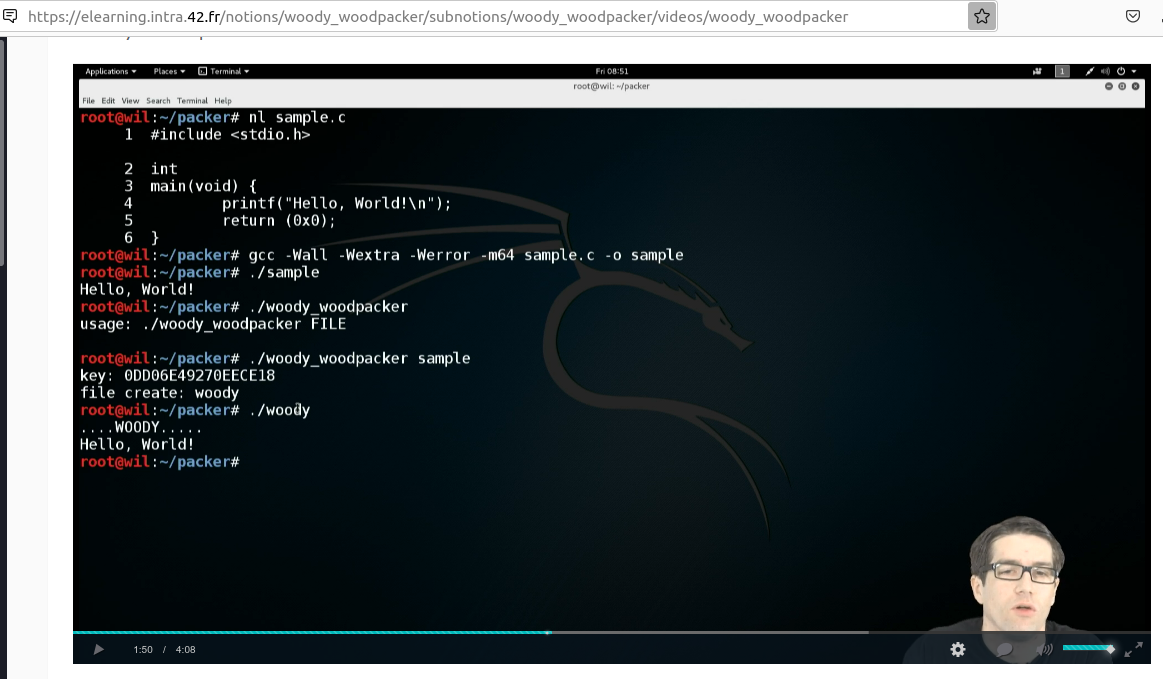 https://elearning.intra.42.fr/notions/woody_woodpacker/subnotions/woody_woodpacker/videos/woody_woodpacker
Applications Places Terminal Fri 08:51 1
root@wil: ~/packer
File Edit View Search Terminal Help
root@wil:~/packer# nl sample.c
1 #include <stdio.h>
2 int
3 main(void) {
4 printf("Hello, World!\n");
5 return (0x0);
6 }
root@wil:~/packer# gcc -Wall -Wextra -Werror -m64 sample.c -o sample
root@wil:~/packer# ./sample
Hello, World!
root@wil:~/packer# ./woody_woodpacker
usage: ./woody_woodpacker FILE
root@wil:~/packer# ./woody_woodpacker sample
key: 0DD06E49270EECE18
file create: woody
root@wil:~/packer# ./woody
....WOODY.....
Hello, World!
root@wil:~/packer#
1:50 / 4:08